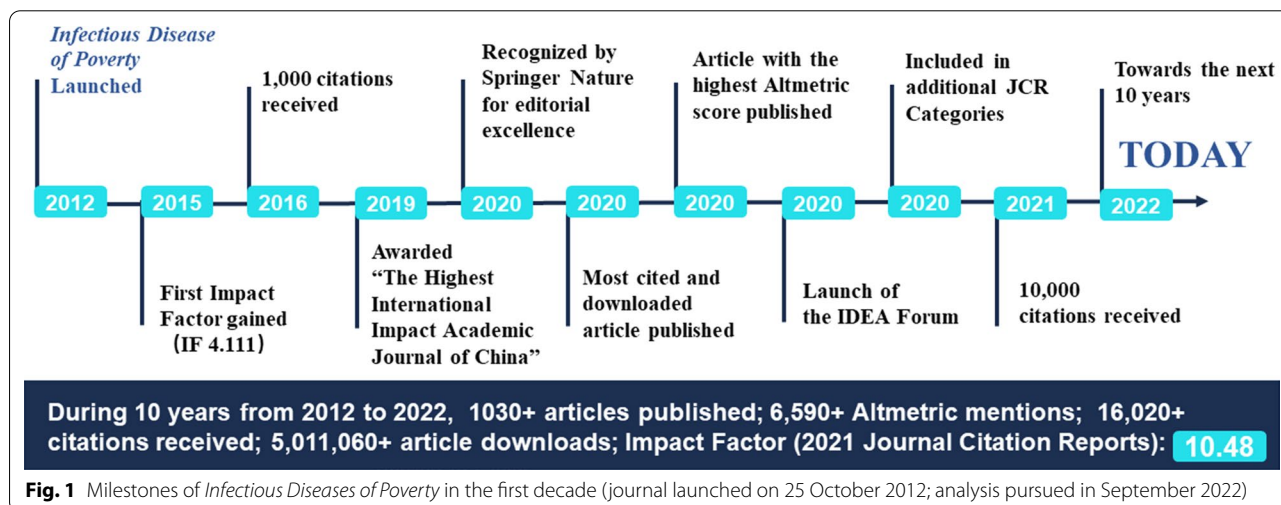 Infectious Disease
of Poverty
Launched
1,000 citations
received
Recognized by
Springer Nature
for editorial
excellence
Article with the
highest Altmetric
score published
Included in
additional JCR
Categories
Towards the next
10 years
TODAY
2012 2015 2016 2019 2020 2020 2020 2020 2020 2021 2022
First Impact
Factor gained
(IF 4.111)
Awarded
“The Highest
International
Impact Academic
Journal of China”
Most cited and
downloaded
article published
Launch of
the IDEA Forum
10,000
citations received
During 10 years from 2012 to 2022, 1030+ articles published; 6,590+ Altmetric mentions; 16,020+
citations received; 5,011,060+ article downloads; Impact Factor (2021 Journal Citation Reports): 10.48
Fig. 1 Milestones of Infectious Diseases of Poverty in the first decade (journal launched on 25 October 2012; analysis pursued in September 2022)